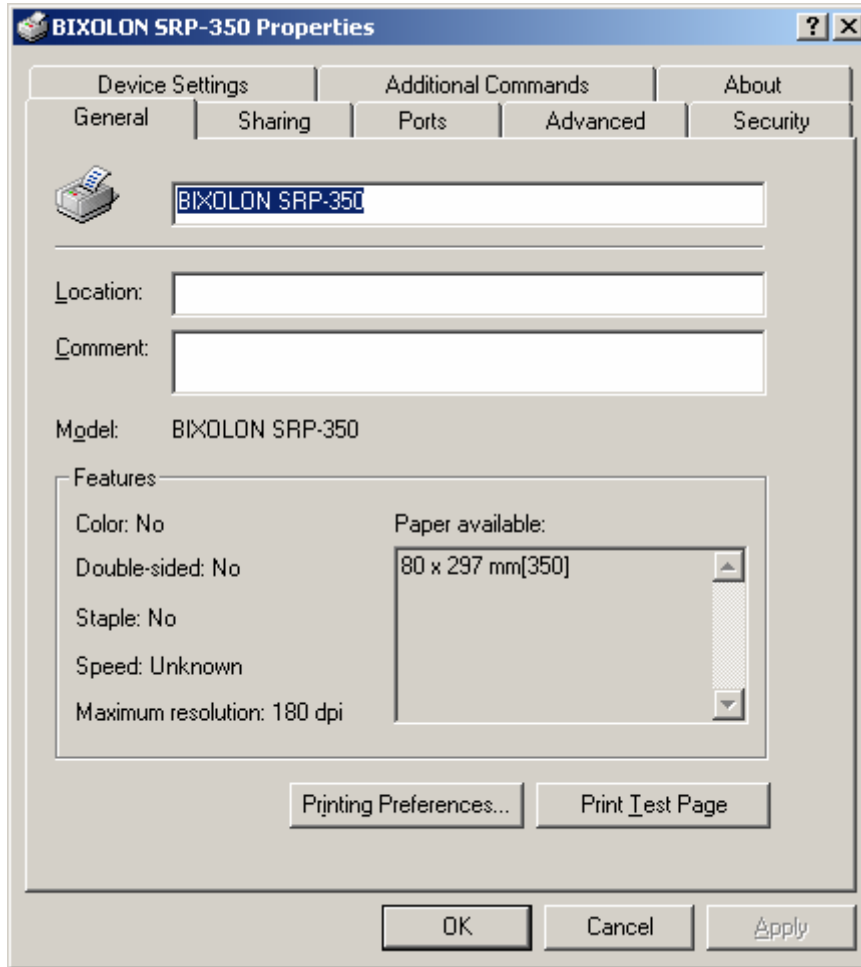 BIXOLON SRP-350 Properties
Device Settings Additional Commands About
General Sharing Ports Advanced Security
BIXOLON SRP-350
Location:
Comment:
Model: BIXOLON SRP-350
Features
Color: No
Double-sided: No
Staple: No
Speed: Unknown
Maximum resolution: 180 dpi
Paper available:
80 x 297 mm[350]
Printing Preferences... Print Test Page
OK Cancel Apply